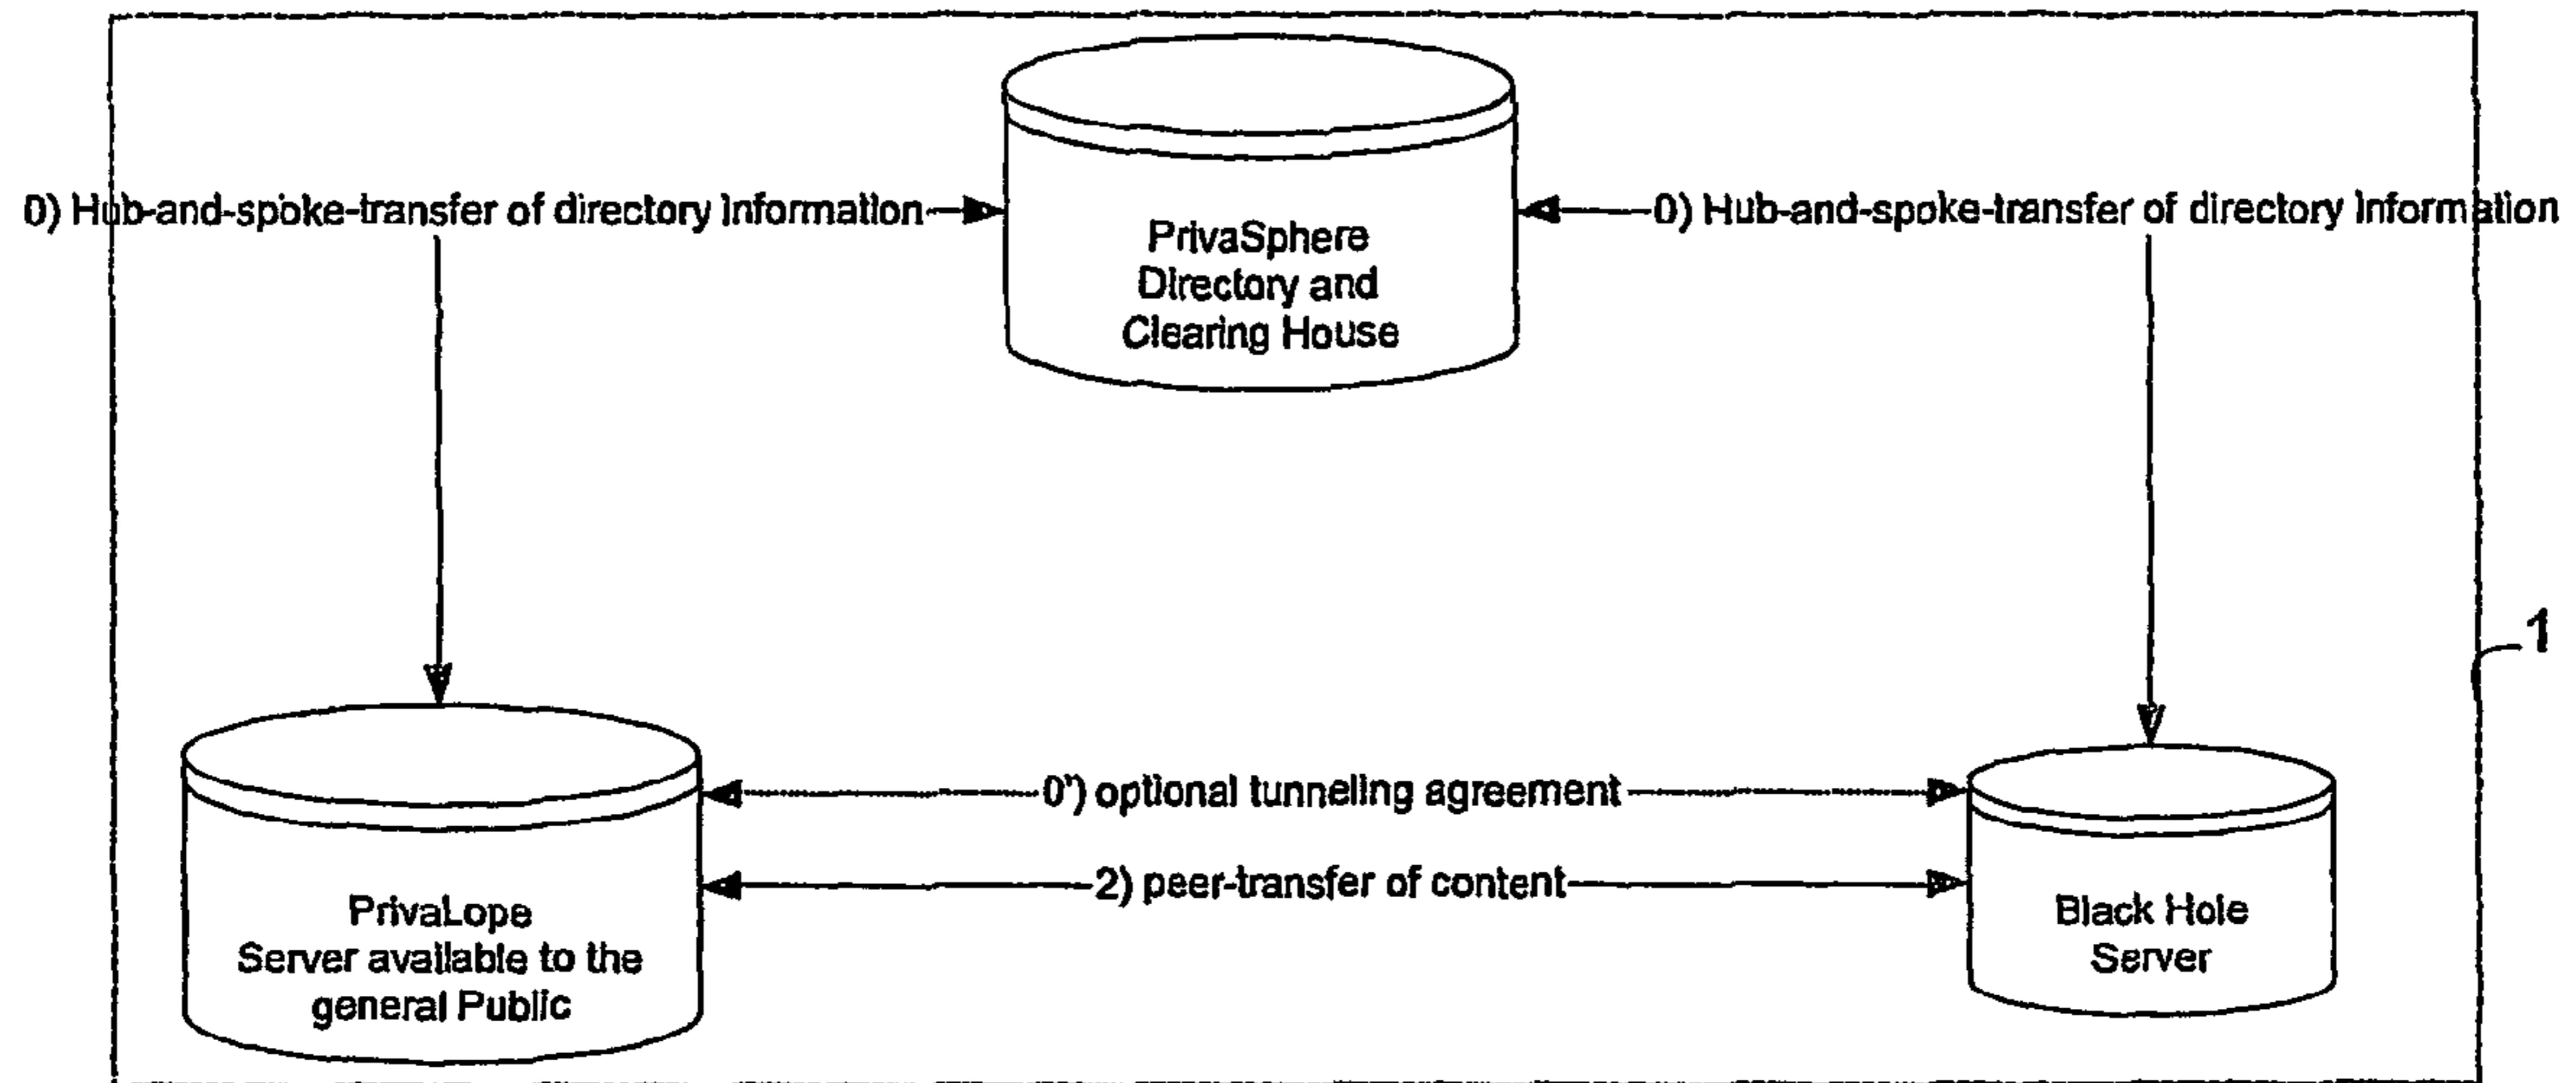 0) Hub-and-spoke-transfer of directory Information
0) Hub-and-spoke-transfer of directory Information
PrivaSphere
Directory and
Clearing House
1
0') optional tunneling agreement
2) peer-transfer of content
PrivaLope
Server available to the
general Public
Black Hole
Server